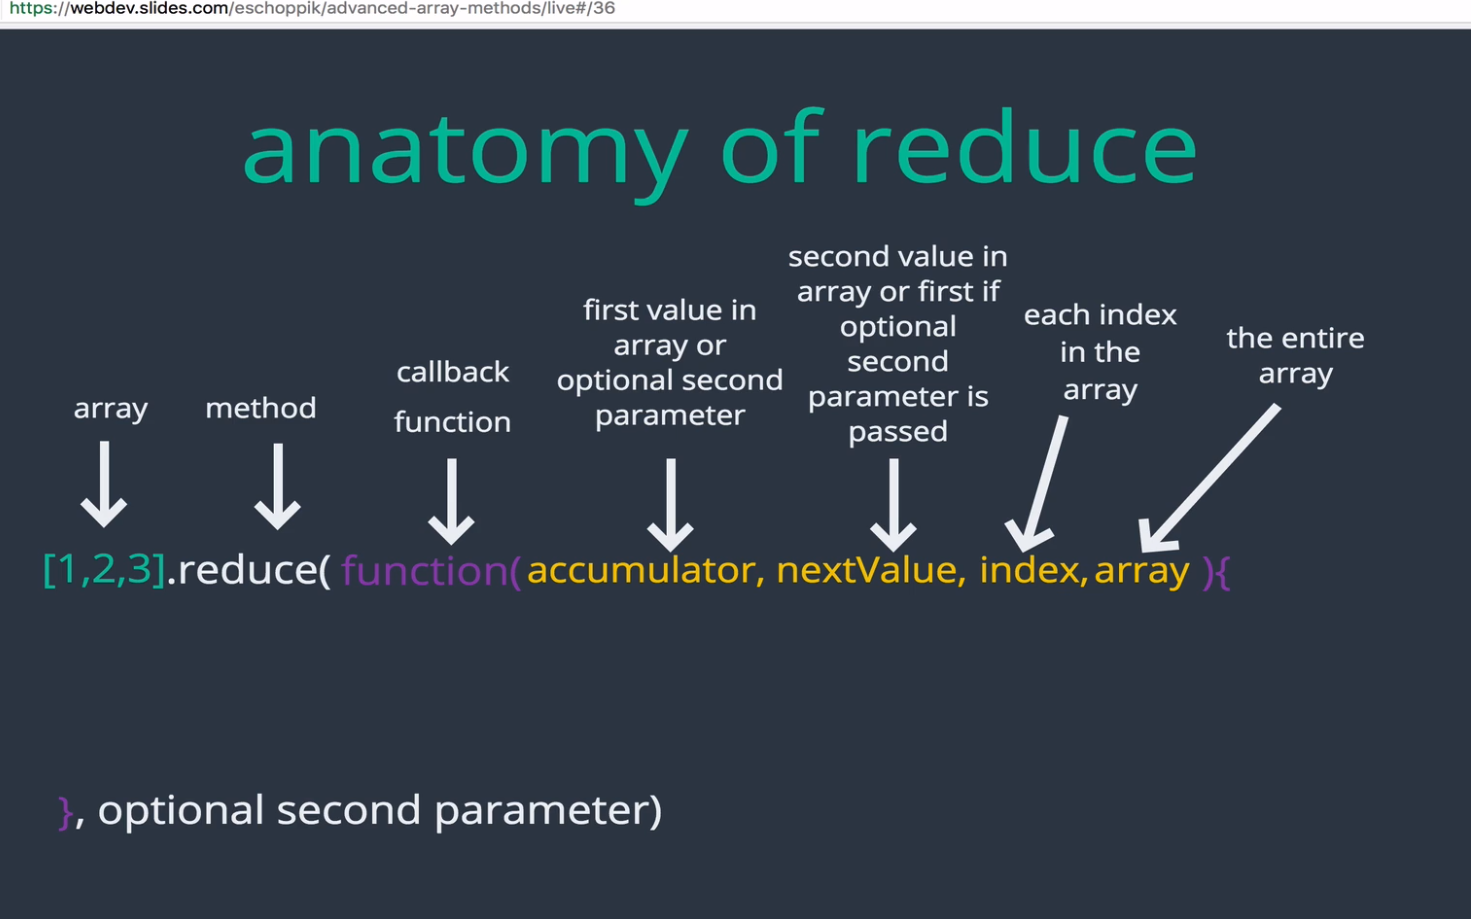 https://webdev.slides.com/eschoppik/advanced-array-methods/live#/36
anatomy of reduce
array
method
callback
function
first value in
array or
optional second
parameter
second value in
array or first if
optional
second
parameter is
passed
each index
in the
array
the entire
array
[1,2,3].reduce( function( accumulator, nextValue, index, array ){
}, optional second parameter)